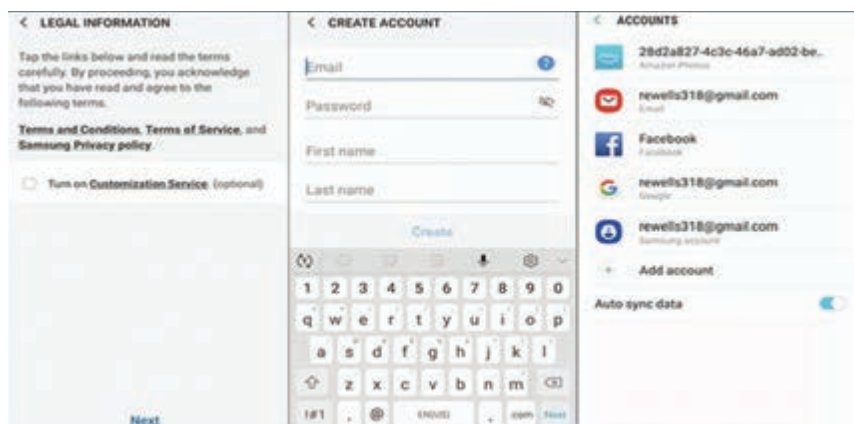 LEGAL INFORMATION
Tap the links below and read the terms
carefully. By proceeding, you acknowledge
that you have read and agree to the
following terms.
Terms and Conditions, Terms of Service, and
Samsung Privacy policy
Turn on Customization Service (optional)
Next
CREATE ACCOUNT
Email
?
Password
First name
Last name
Create
1 2 3 4 5 6 7 8 9 0
q w e r t y u i o p
a s d f g h j k l
z x c v b n m
!#1 , @ EN(US) . .com Next
ACCOUNTS
28d2a827-4c3c-46a7-ad02-be..
Amazon Photos
rewells318@gmail.com
Email
Facebook
Facebook
rewells318@gmail.com
Google
rewells318@gmail.com
Samsung account
+ Add account
Auto sync data